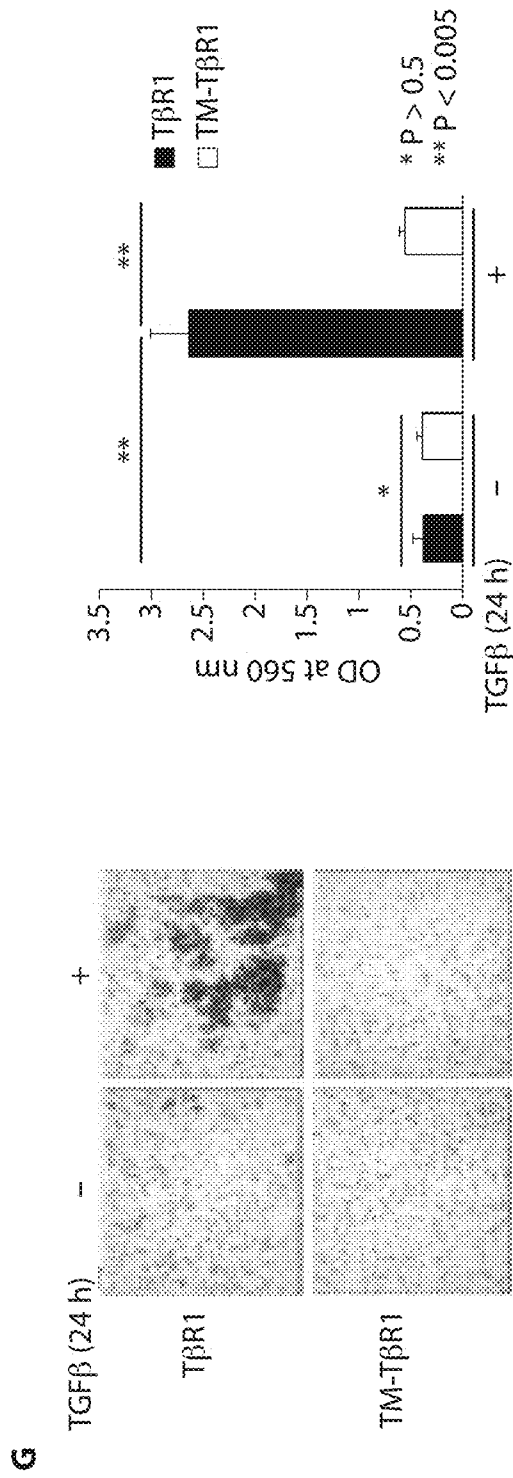 G
TGFβ (24 h) − +
TβR1
TM-TβR1
3.5
3
2.5
2
1.5
1
0.5
0
OD at 560 nm
** **
*
TβR1
TM-TβR1
* P > 0.5
** P < 0.005
TGFβ (24 h) − +